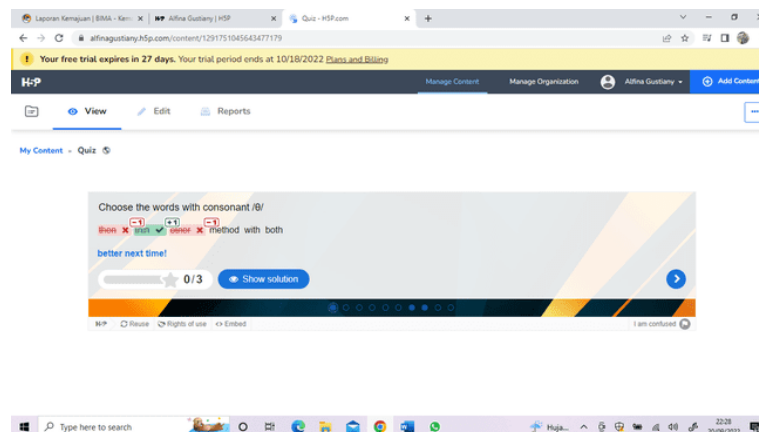 Laporan Kemajuan | BIMA - Kem
Alfina Gustiany | H5P
Quiz - H5P.com
alfinagustiany.h5p.com/content/1291751045643477179
Your free trial expires in 27 days. Your trial period ends at 10/18/2022 Plans and Billing
H5P
Manage Content
Manage Organization
Alfina Gustiany
Add Content
View
Edit
Reports
My Content
Quiz
Choose the words with consonant /θ/
-1 +1 -1
then method with both
better next time!
0/3
Show solution
H5P
Reuse
Rights of use
Embed
I am confused
Type here to search
Huja...
22:28